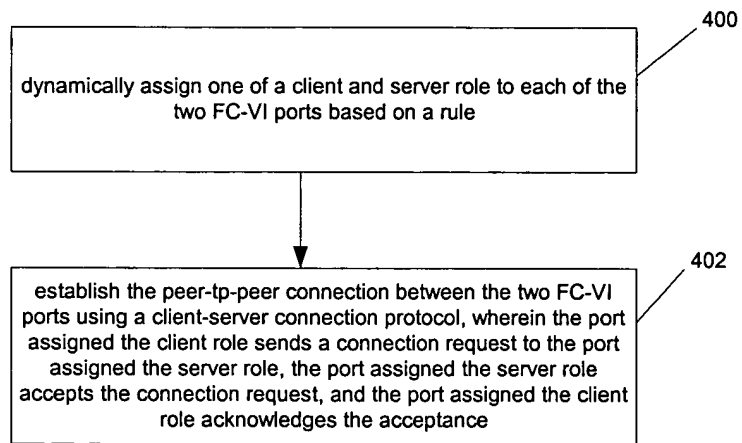 400
dynamically assign one of a client and server role to each of the
two FC-VI ports based on a rule
402
establish the peer-tp-peer connection between the two FC-VI
ports using a client-server connection protocol, wherein the port
assigned the client role sends a connection request to the port
assigned the server role, the port assigned the server role
accepts the connection request, and the port assigned the client
role acknowledges the acceptance